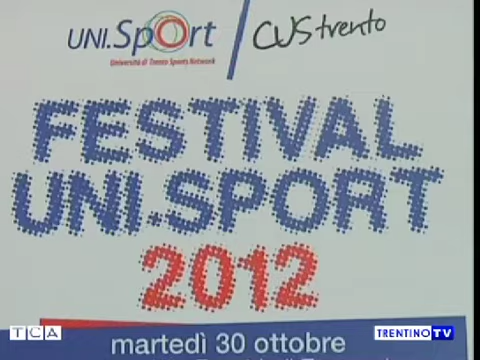 UNI.Sport
Università di Trento Sports Network
CUS trento
FESTIVAL
UNI.SPORT
2012
TCA
TRENTINO TV
martedì 30 ottobre